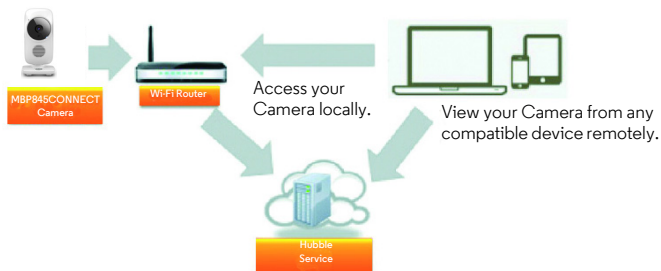 MBP845CONNECT
Camera
Wi-Fi Router
Access your
Camera locally.
View your Camera from any
compatible device remotely.
Hubble
Service